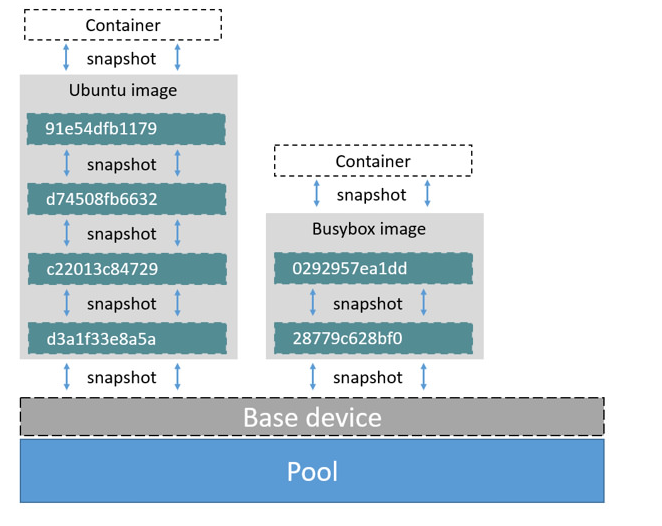 Container
snapshot
Ubuntu image
91e54dfb1179
snapshot
d74508fb6632
snapshot
c22013c84729
snapshot
d3a1f33e8a5a
snapshot
Container
snapshot
Busybox image
0292957ea1dd
snapshot
28779c628bf0
snapshot
Base device
Pool